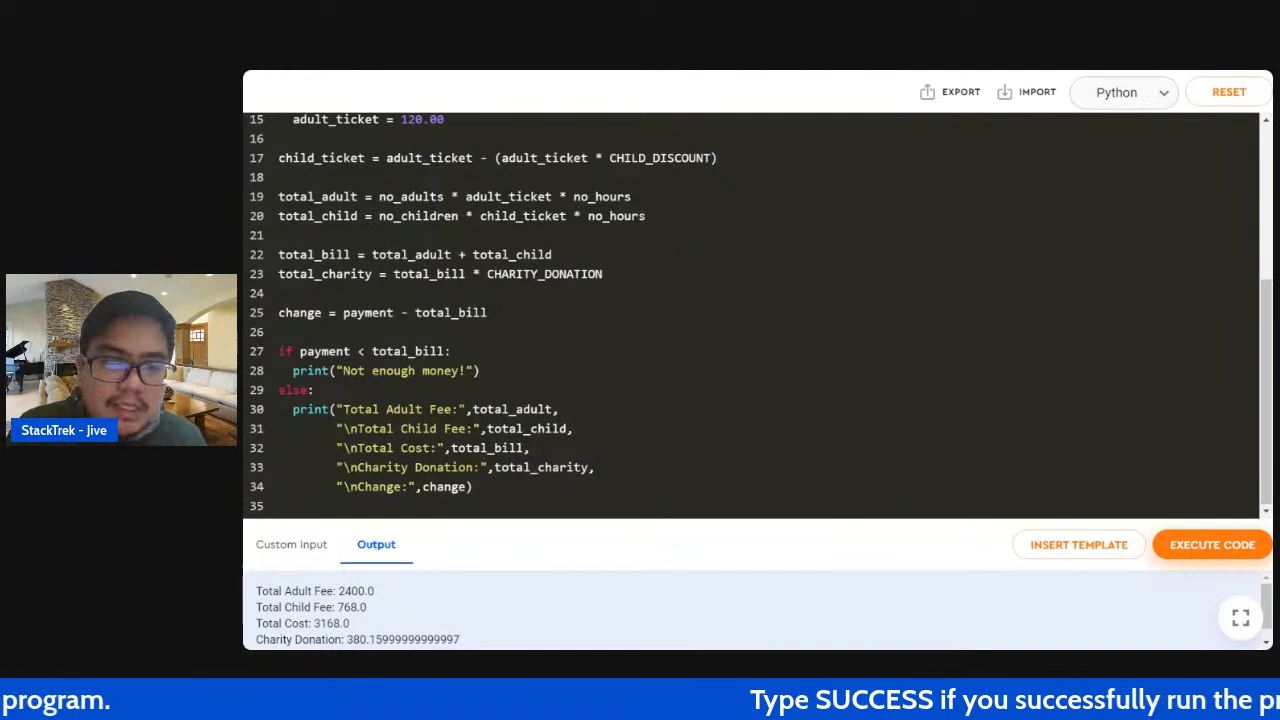 EXPORT IMPORT Python RESET
15 adult_ticket = 120.00
16
17 child_ticket = adult_ticket - (adult_ticket * CHILD_DISCOUNT)
18
19 total_adult = no_adults * adult_ticket * no_hours
20 total_child = no_children * child_ticket * no_hours
21
22 total_bill = total_adult + total_child
23 total_charity = total_bill * CHARITY_DONATION
24
25 change = payment - total_bill
26
27 if payment < total_bill:
28 print("Not enough money!")
29 else:
30 print("Total Adult Fee:",total_adult,
31 "\nTotal Child Fee:",total_child,
32 "\nTotal Cost:",total_bill,
33 "\nCharity Donation:",total_charity,
34 "\nChange:",change)
35
StackTrek - Jive
Custom Input Output INSERT TEMPLATE EXECUTE CODE
Total Adult Fee: 2400.0
Total Child Fee: 768.0
Total Cost: 3168.0
Charity Donation: 380.15999999999997
program. Type SUCCESS if you successfully run the pr